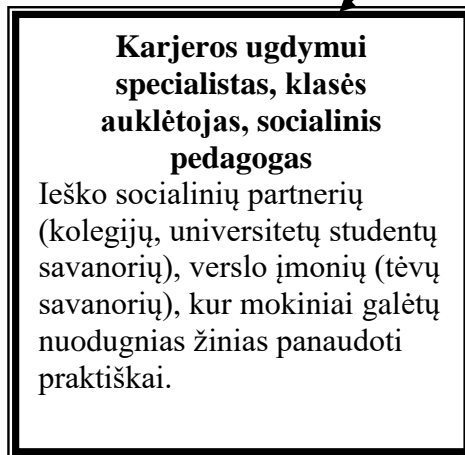 Karjeros ugdymui
specialistas, klasės
auklėtojas, socialinis
pedagogas
Ieško socialinių partnerių
(kolegijų, universitetų studentų
savanorių), verslo įmonių (tėvų
savanorių), kur mokiniai galėtų
nuodugnias žinias panaudoti
praktiškai.